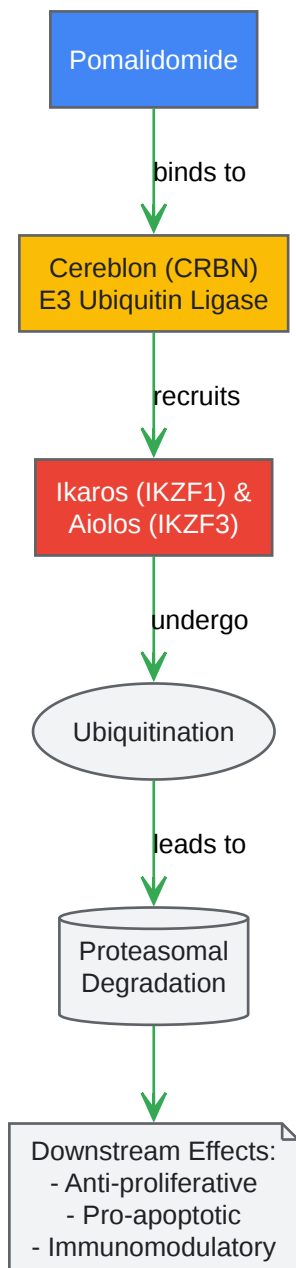 Pomalidomide
binds to
Cereblon (CRBN)
E3 Ubiquitin Ligase
recruits
Ikaros (IKZF1) &
Aiolos (IKZF3)
undergo
Ubiquitination
leads to
Proteasomal
Degradation
Downstream Effects:
- Anti-proliferative
- Pro-apoptotic
- Immunomodulatory